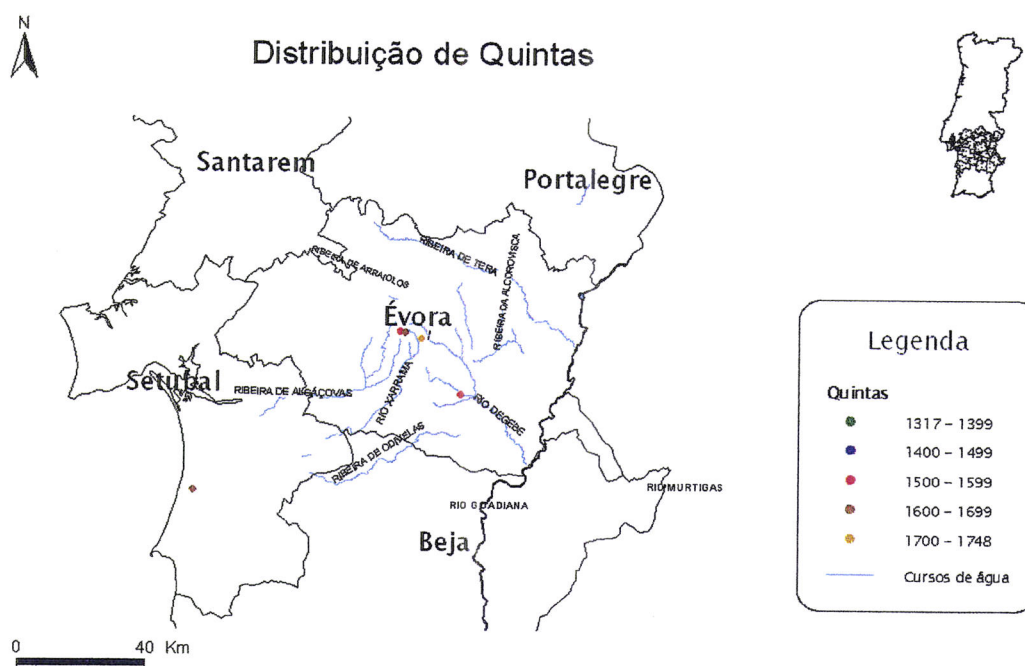 N
Distribuição de Quintas
Santarem
Portalegre
RIBEIRA DE TERA
RIBEIRA DE ARRAIOLOS
RIBEIRA DA ALCOROVISCA
Évora
Setubal
RIBEIRA DE ALCÁÇOVAS
RIO XARRAMA
RIO DEGEBE
RIBEIRA DE ODIVELAS
RIO GUADIANA
RIO MURTIGAS
Beja
Legenda
Quintas
1317 – 1399
1400 – 1499
1500 – 1599
1600 – 1699
1700 – 1748
Cursos de água
0 40 Km